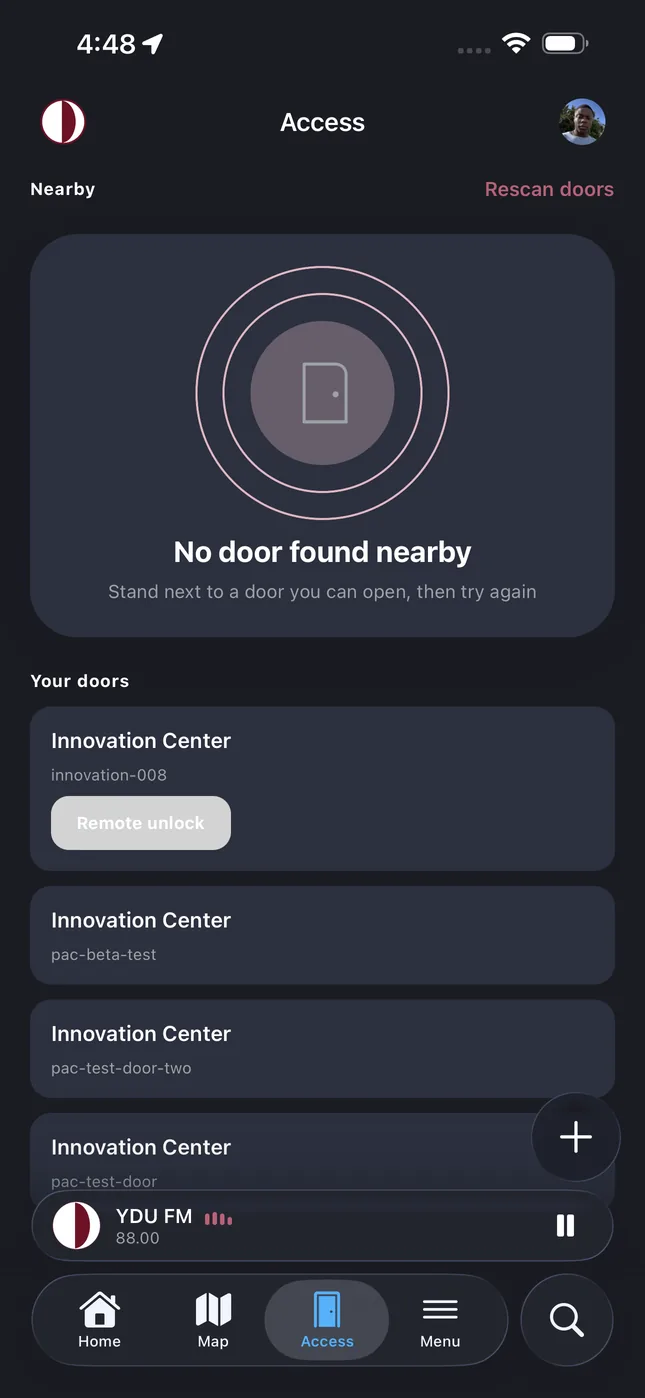 4:48
Access
Nearby
Rescan doors
No door found nearby
Stand next to a door you can open, then try again
Your doors
Innovation Center
innovation-008
Remote unlock
Innovation Center
pac-beta-test
Innovation Center
pac-test-door-two
Innovation Center
pac-test-door
YDU FM
88.00
Home
Map
Access
Menu